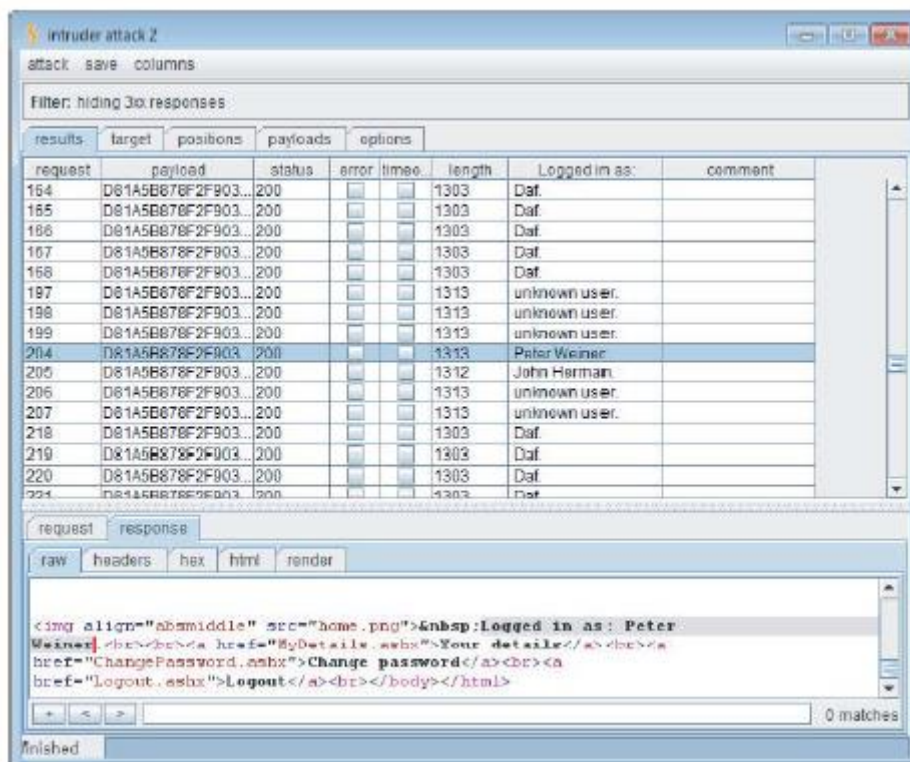 intruder attack 2
attack save columns
Filter: hiding 3xx responses
results target positions payloads options
request payload status error timeo... length Logged in as: comment
164 D81A5B878F2F903... 200 1303 Daf.
165 D81A5B878F2F903... 200 1303 Daf.
166 D81A5B878F2F903... 200 1303 Daf.
167 D81A5B878F2F903... 200 1303 Daf.
168 D81A5B878F2F903... 200 1303 Daf.
197 D81A5B878F2F903... 200 1313 unknown user.
198 D81A5B878F2F903... 200 1313 unknown user.
199 D81A5B878F2F903... 200 1313 unknown user.
204 D81A5B878F2F903... 200 1313 Peter Weiner.
205 D81A5B878F2F903... 200 1312 John Herman.
206 D81A5B878F2F903... 200 1313 unknown user.
207 D81A5B878F2F903... 200 1313 unknown user.
218 D81A5B878F2F903... 200 1303 Daf.
219 D81A5B878F2F903... 200 1303 Daf.
220 D81A5B878F2F903... 200 1303 Daf.
221 D81A5B878F2F903... 200 1303 Daf.
request response
raw headers hex html render
<img align="absmiddle" src="home.png">&nbsp;Logged in as: Peter
Weiner.<br><br><a href="MyDetails.ashx">Your details</a><br><a
href="ChangePassword.ashx">Change password</a><br><a
href="Logout.ashx">Logout</a><br></body></html>
+ < > 0 matches
finished